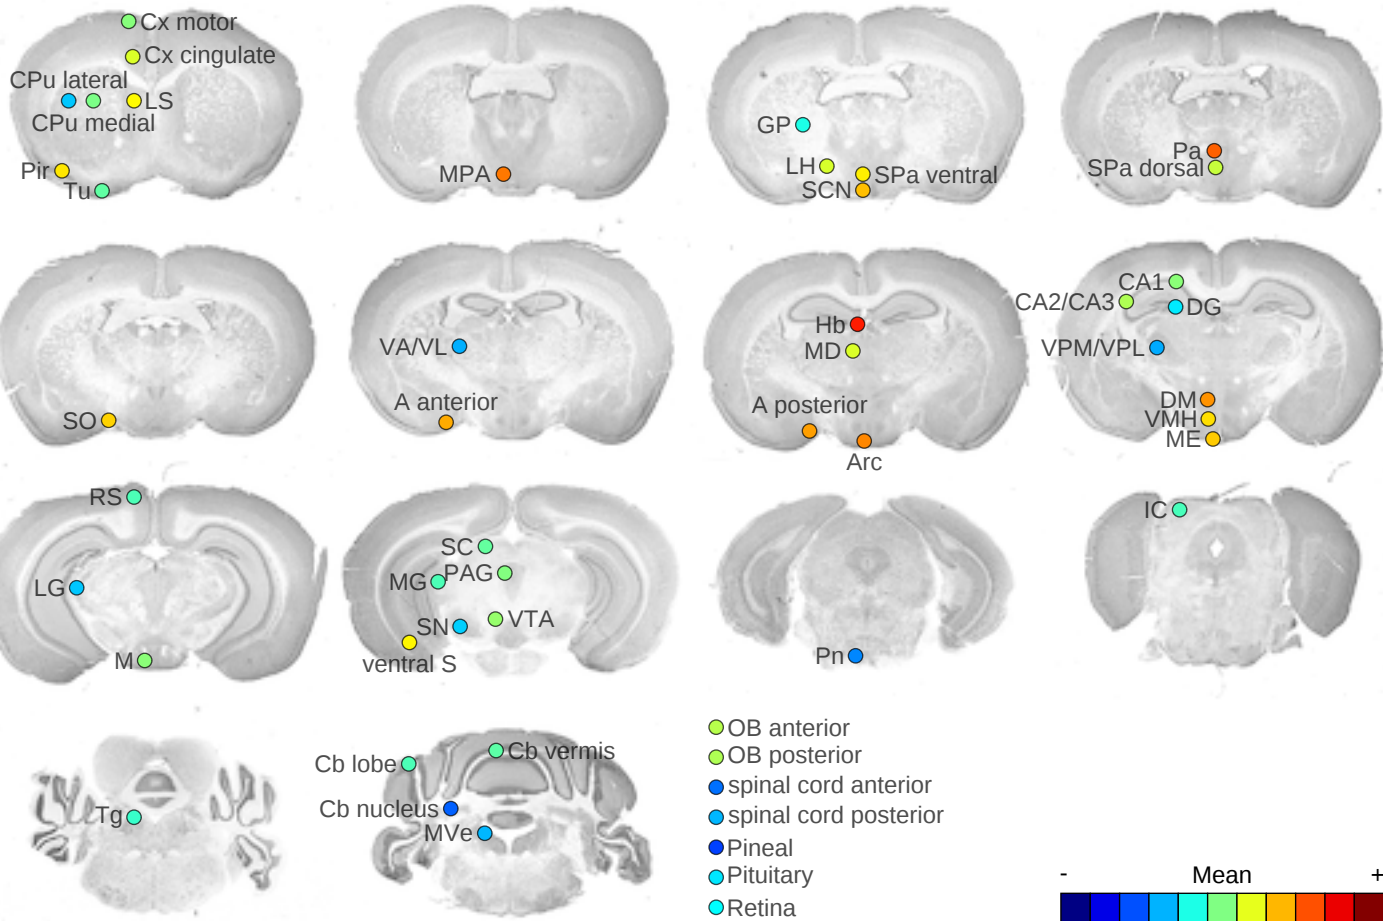 Cx motor
Cx cingulate
CPu lateral
LS
CPu medial
Pir
Tu
MPA
GP
LH
SPa ventral
SCN
Pa
SPa dorsal
SO
VA/VL
A anterior
Hb
MD
A posterior
Arc
CA1
CA2/CA3
DG
VPM/VPL
DM
VMH
ME
RS
LG
M
SC
MG
PAG
SN
VTA
ventral S
Pn
IC
Tg
Cb lobe
Cb vermis
Cb nucleus
MVe
OB anterior
OB posterior
spinal cord anterior
spinal cord posterior
Pineal
Pituitary
Retina
- Mean +